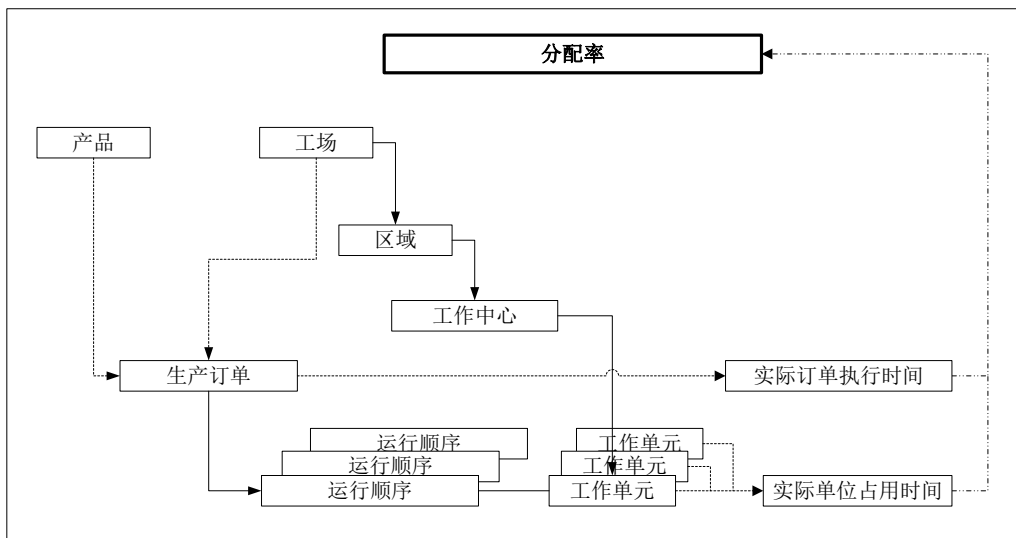 分配率
产品
工场
区域
工作中心
生产订单
实际订单执行时间
运行顺序
工作单元
运行顺序
工作单元
运行顺序
工作单元
实际单位占用时间